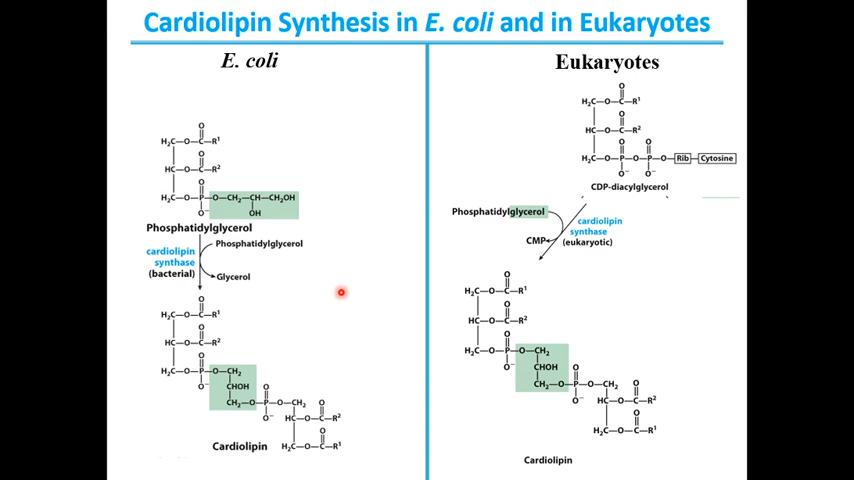 Cardiolipin Synthesis in E. coli and in Eukaryotes
E. coli
O
H₂C—O—C—R¹
O
HC—O—C—R²
O
H₂C—O—P—O—CH₂—CH—CH₂OH
O⁻ OH
Phosphatidylglycerol
Phosphatidylglycerol
cardiolipin
synthase
(bacterial)
Glycerol
O
H₂C—O—C—R¹
O
HC—O—C—R²
O
H₂C—O—P—O—CH₂
O⁻ CHOH O
CH₂—O—P—O—CH₂ O
O⁻ HC—O—C—R²
O
H₂C—O—C—R¹
Cardiolipin
Eukaryotes
O
H₂C—O—C—R¹
O
HC—O—C—R²
O O
H₂C—O—P—O—P—O—Rib—Cytosine
O⁻ O⁻
CDP-diacylglycerol
Phosphatidylglycerol
cardiolipin
synthase
(eukaryotic)
CMP
O
H₂C—O—C—R¹
O
HC—O—C—R²
O
H₂C—O—P—O—CH₂
O⁻ CHOH O
CH₂—O—P—O—CH₂ O
O⁻ HC—O—C—R²
O
H₂C—O—C—R¹
Cardiolipin